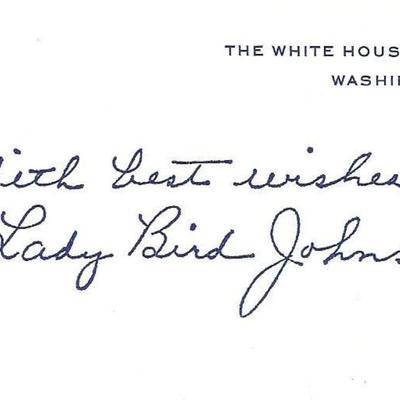 THE WHITE HOUS
WASHI
ith best wishes
Lady Bird Johns